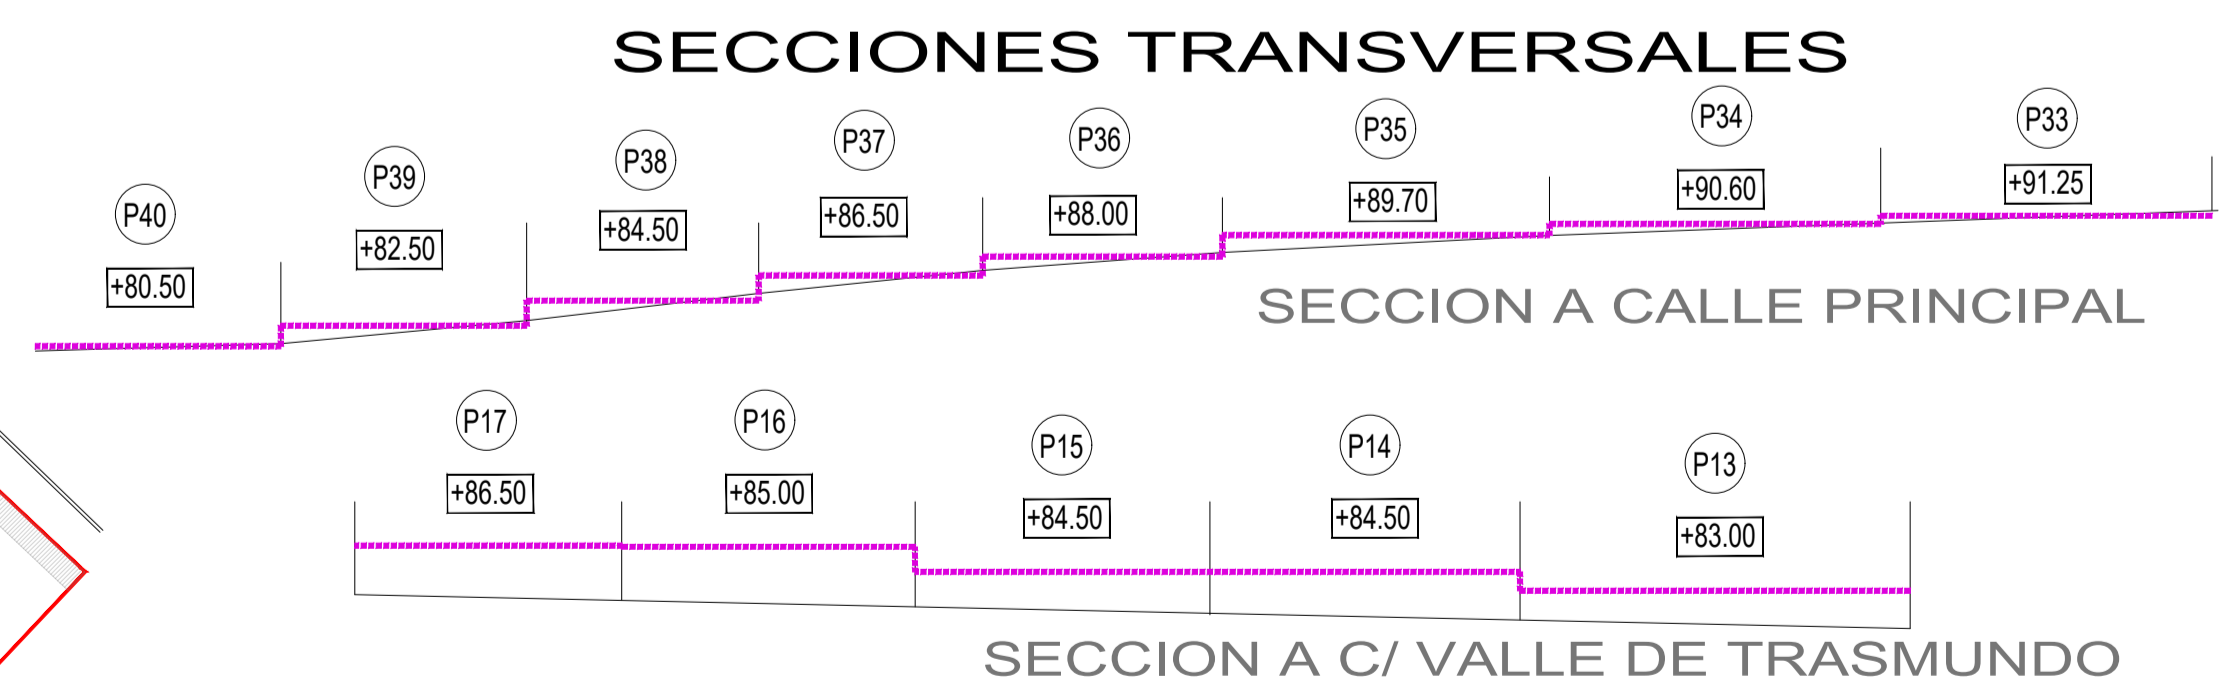 SECCIONES TRANSVERSALES
P40
+80.50
P39
+82.50
P38
+84.50
P37
+86.50
P36
+88.00
P35
+89.70
P34
+90.60
P33
+91.25
SECCION A CALLE PRINCIPAL
P17
+86.50
P16
+85.00
P15
+84.50
P14
+84.50
P13
+83.00
SECCION A C/ VALLE DE TRASMUNDO